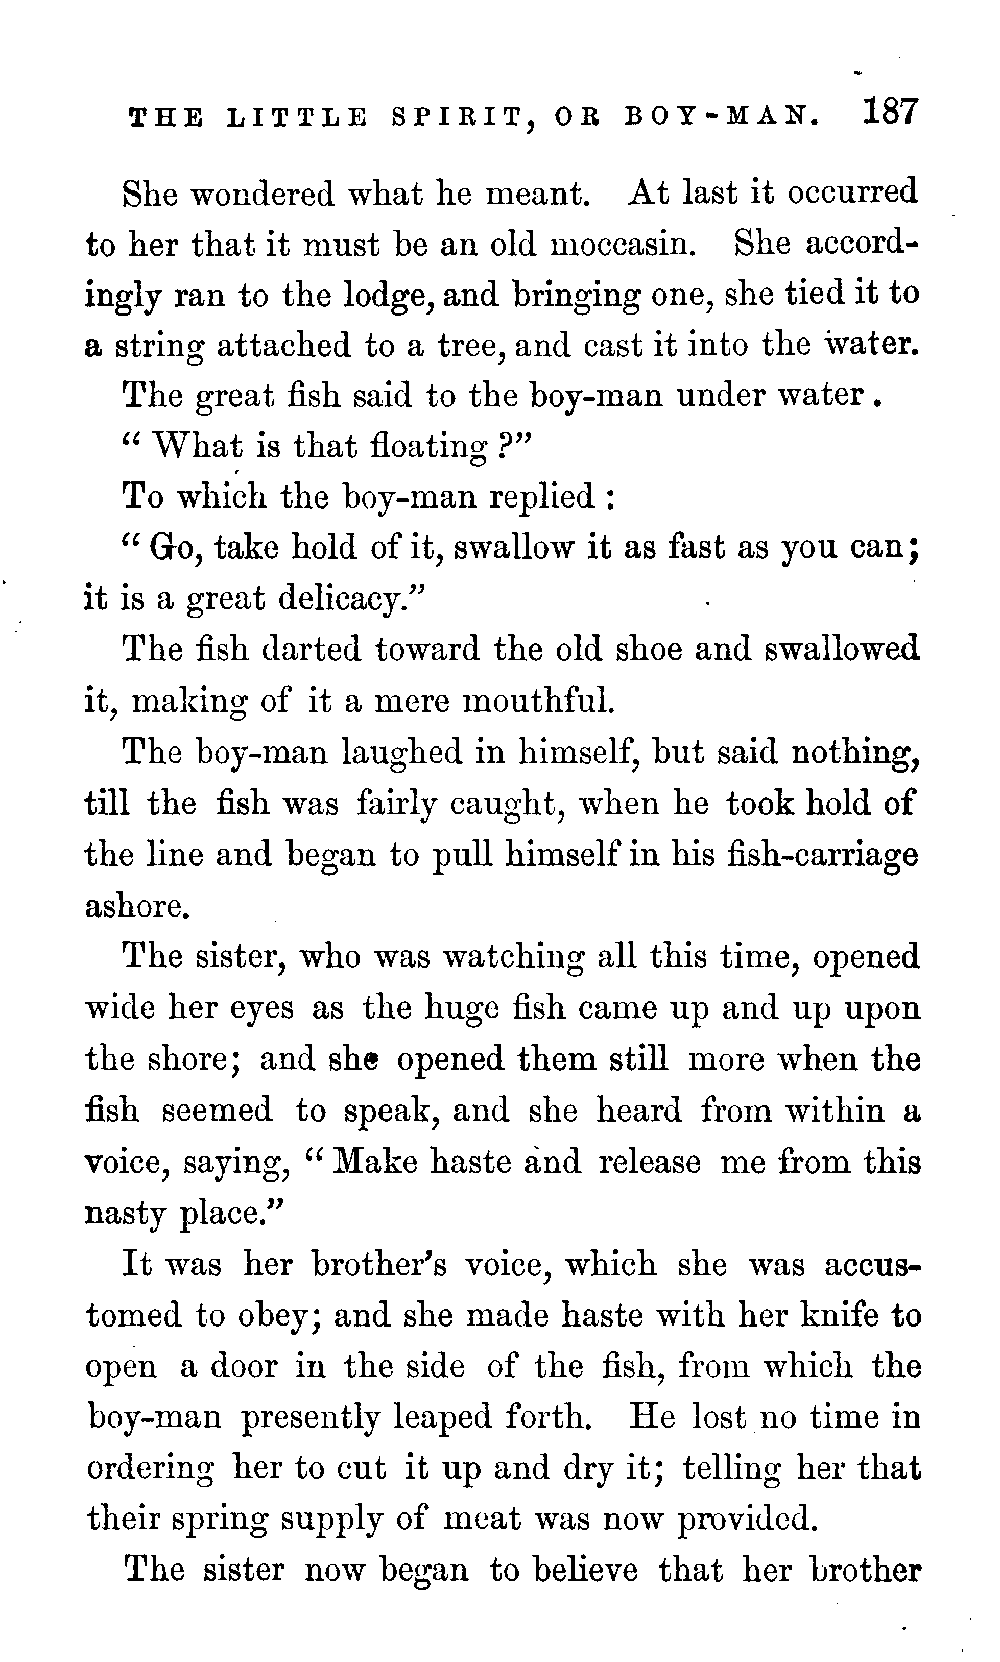 THE LITTLE SPIRIT, OR BOY-MAN. 187
She wondered what he meant. At last it occurred
to her that it must be an old moccasin. She accord-
ingly ran to the lodge, and bringing one, she tied it to
a string attached to a tree, and cast it into the water.
The great fish said to the boy-man under water.
"What is that floating?"
To which the boy-man replied:
"Go, take hold of it, swallow it as fast as you can;
it is a great delicacy."
The fish darted toward the old shoe and swallowed
it, making of it a mere mouthful.
The boy-man laughed in himself, but said nothing,
till the fish was fairly caught, when he took hold of
the line and began to pull himself in his fish-carriage
ashore.
The sister, who was watching all this time, opened
wide her eyes as the huge fish came up and up upon
the shore; and she opened them still more when the
fish seemed to speak, and she heard from within a
voice, saying, "Make haste and release me from this
nasty place."
It was her brother's voice, which she was accus-
tomed to obey; and she made haste with her knife to
open a door in the side of the fish, from which the
boy-man presently leaped forth. He lost no time in
ordering her to cut it up and dry it; telling her that
their spring supply of meat was now provided.
The sister now began to believe that her brother